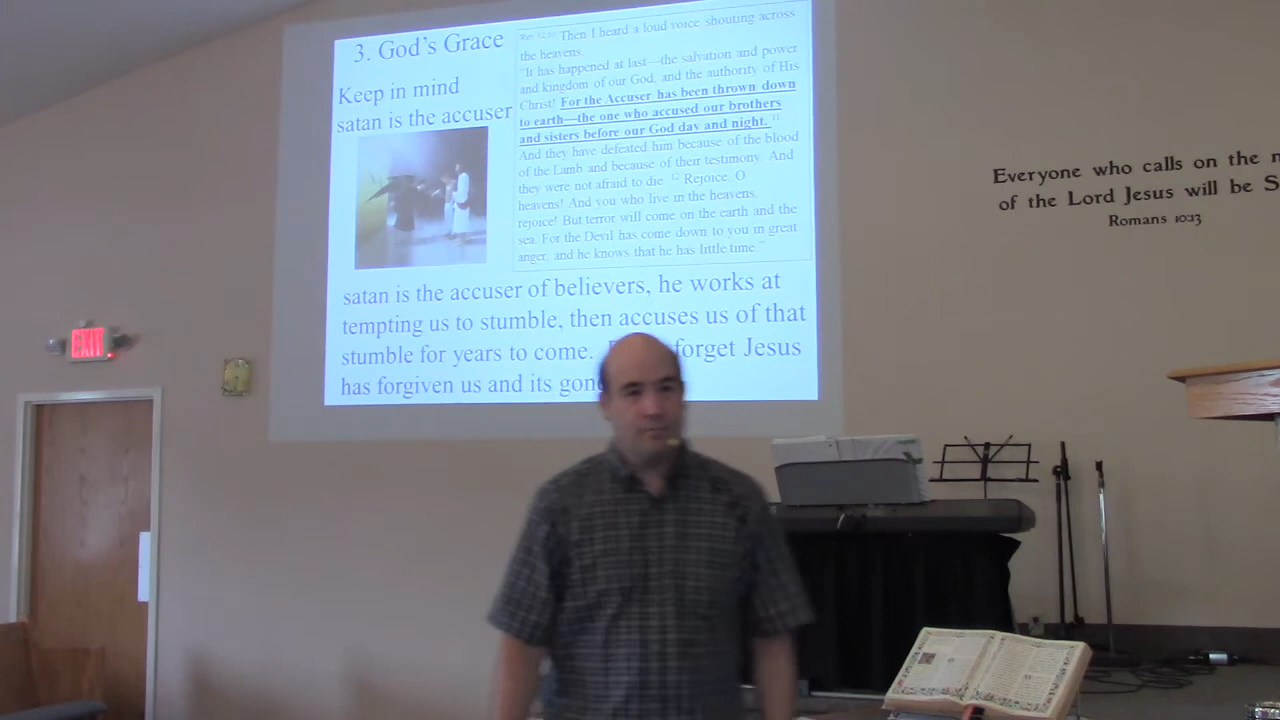 3. God's Grace
Keep in mind
satan is the accuser
Then I heard a loud voice shouting across
the heavens,
"It has happened at last—the salvation and power
and kingdom of our God, and the authority of His
Christ! For the Accuser has been thrown down
to earth—the one who accused our brothers
and sisters before our God day and night. 11
And they have defeated him because of the blood
of the Lamb and because of their testimony. And
they were not afraid to die. 12 Rejoice, O
heavens! And you who live in the heavens,
rejoice! But terror will come on the earth and the
sea. For the Devil has come down to you in great
anger, and he knows that he has little time."
satan is the accuser of believers, he works at
tempting us to stumble, then accuses us of that
stumble for years to come. forget Jesus
has forgiven us and its gone
EXIT
Everyone who calls on the
of the Lord Jesus will be S
Romans 10:13